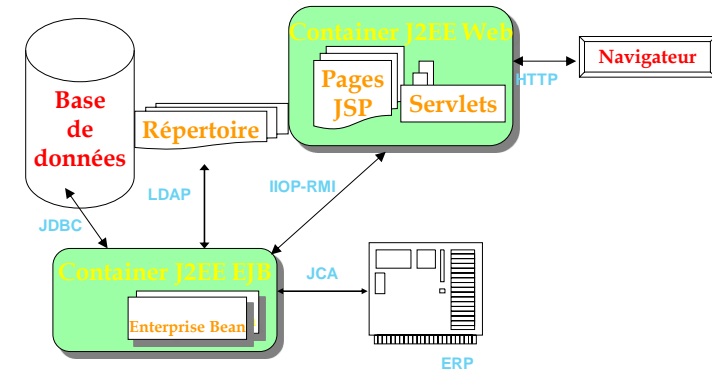 Container J2EE Web
Pages
JSP
Servlets
HTTP
Navigateur
Base
de
données
Répertoire
LDAP
IIOP-RMI
JDBC
Container J2EE EJB
Enterprise Bean
JCA
ERP